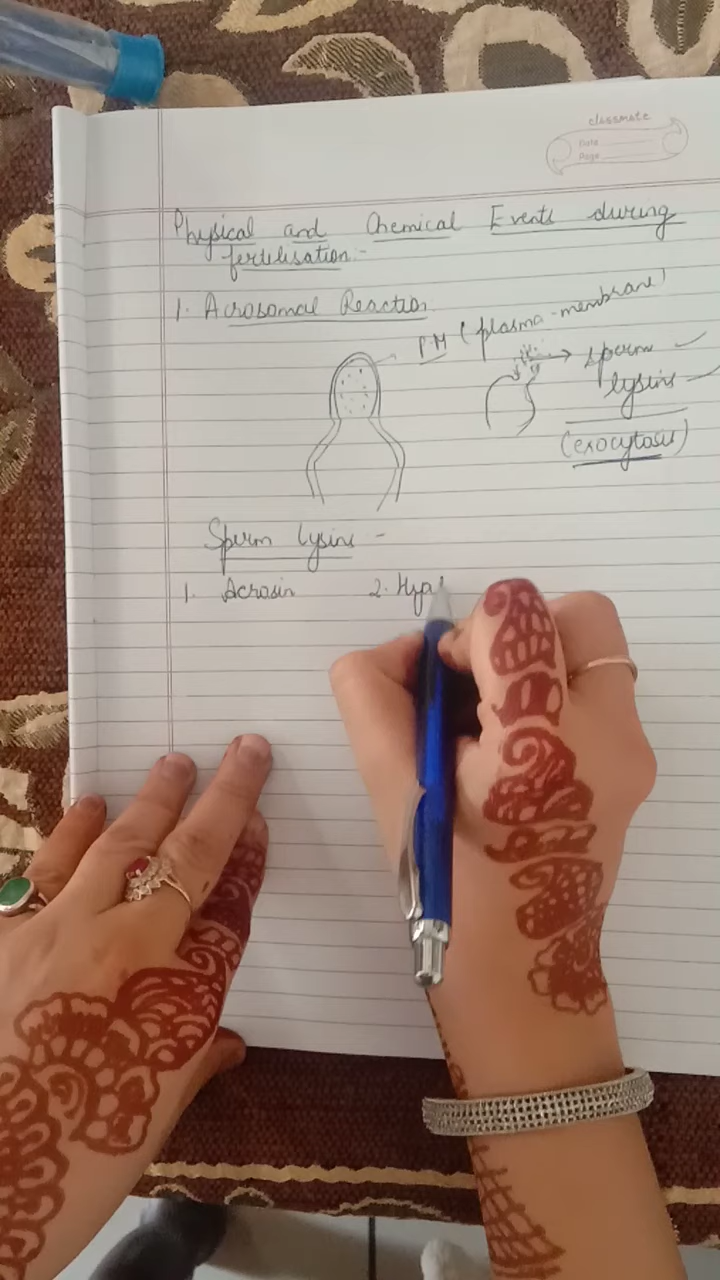 classmate
Date
Page
Physical and Chemical Events during
fertilisation:-
1. Acrosomal Reaction
P.M (plasma-membrane)
sperm
lysins
(exocytosis)
Sperm lysins -
1. Acrosin 2. Hya